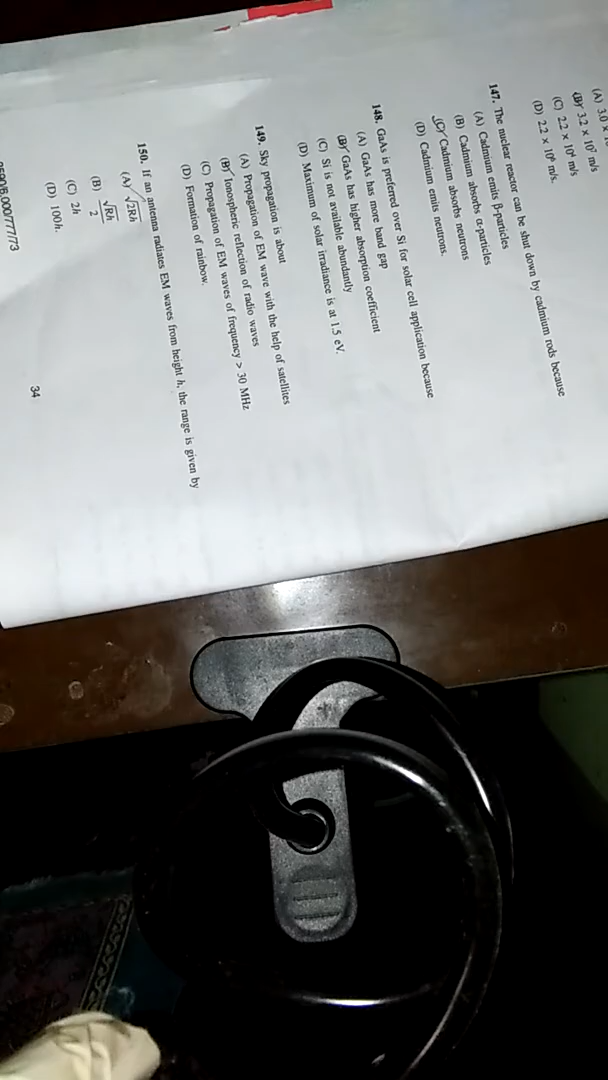 (A) 3.0 ×
(B) 3.2 × 10⁷ m/s
(C) 2.2 × 10⁴ m/s
(D) 2.2 × 10⁶ m/s.
147. The nuclear reactor can be shut down by cadmium rods because
(A) Cadmium emits β-particles
(B) Cadmium absorbs α-particles
(C) Cadmium absorbs neutrons
(D) Cadmium emits neutrons.
148. GaAs is preferred over Si for solar cell application because
(A) GaAs has more band gap
(B) GaAs has higher absorption coefficient
(C) Si is not available abundantly
(D) Maximum of solar irradiance is at 1.5 eV.
149. Sky propagation is about
(A) Propagation of EM wave with the help of satellites
(B) Ionospheric reflection of radio waves
(C) Propagation of EM waves of frequency > 30 MHz
(D) Formation of rainbow.
150. If an antenna radiates EM waves from height h, the range is given by
(A) √2Rh
(B) √Rh/2
(C) 2h
(D) 100h.
34